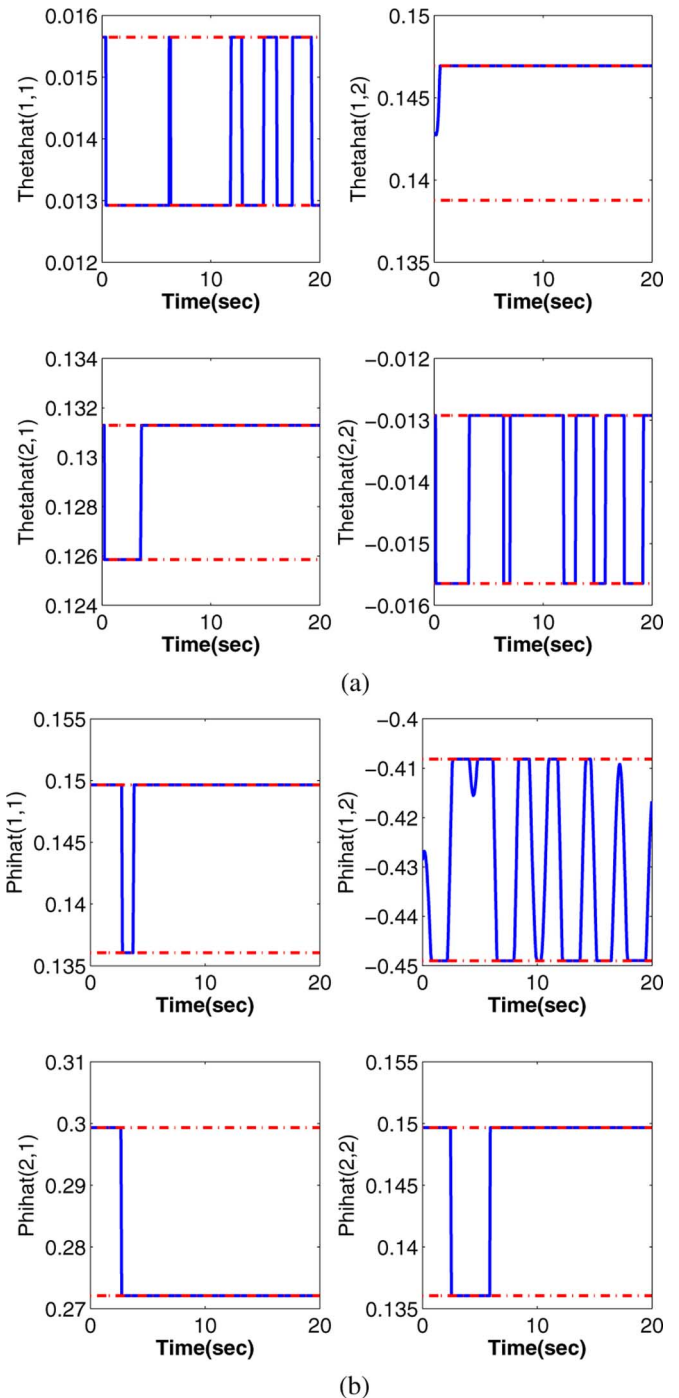 0.016
0.015
0.014
0.013
0.012
Thetahat(1,1)
0 10 20
Time(sec)
0.15
0.145
0.14
0.135
Thetahat(1,2)
0 10 20
Time(sec)
0.134
0.132
0.13
0.128
0.126
0.124
Thetahat(2,1)
0 10 20
Time(sec)
−0.012
−0.013
−0.014
−0.015
−0.016
Thetahat(2,2)
0 10 20
Time(sec)
(a)
0.155
0.15
0.145
0.14
0.135
Phihat(1,1)
0 10 20
Time(sec)
−0.4
−0.41
−0.42
−0.43
−0.44
−0.45
Phihat(1,2)
0 10 20
Time(sec)
0.31
0.3
0.29
0.28
0.27
Phihat(2,1)
0 10 20
Time(sec)
0.155
0.15
0.145
0.14
0.135
Phihat(2,2)
0 10 20
Time(sec)
(b)